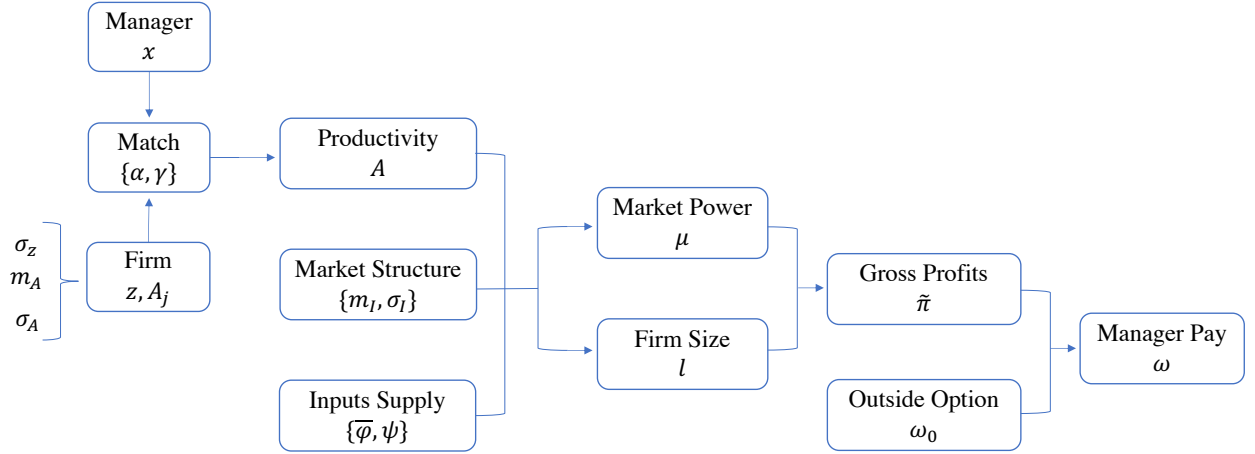 Manager
x
Match
{α, γ}
σ_z
m_A
σ_A
Firm
z, A_j
Productivity
A
Market Structure
{m_I, σ_I}
Inputs Supply
{φ̅, ψ}
Market Power
μ
Firm Size
l
Gross Profits
π̃
Outside Option
ω_0
Manager Pay
ω